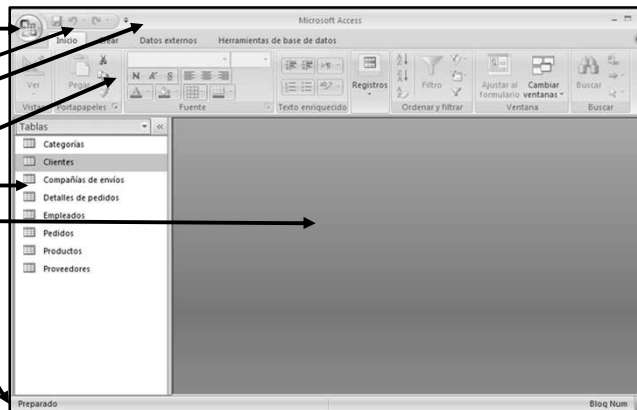 Microsoft Access
Inicio Crear Datos externos Herramientas de base de datos
Ver Pegar N K S Registros Filtro Ajustar al formulario Cambiar ventanas Buscar
Vistas Portapapeles Fuente Texto enriquecido Ordenar y filtrar Ventana Buscar
Tablas
Categorías
Clientes
Compañías de envíos
Detalles de pedidos
Empleados
Pedidos
Productos
Proveedores
Preparado Bloq Num